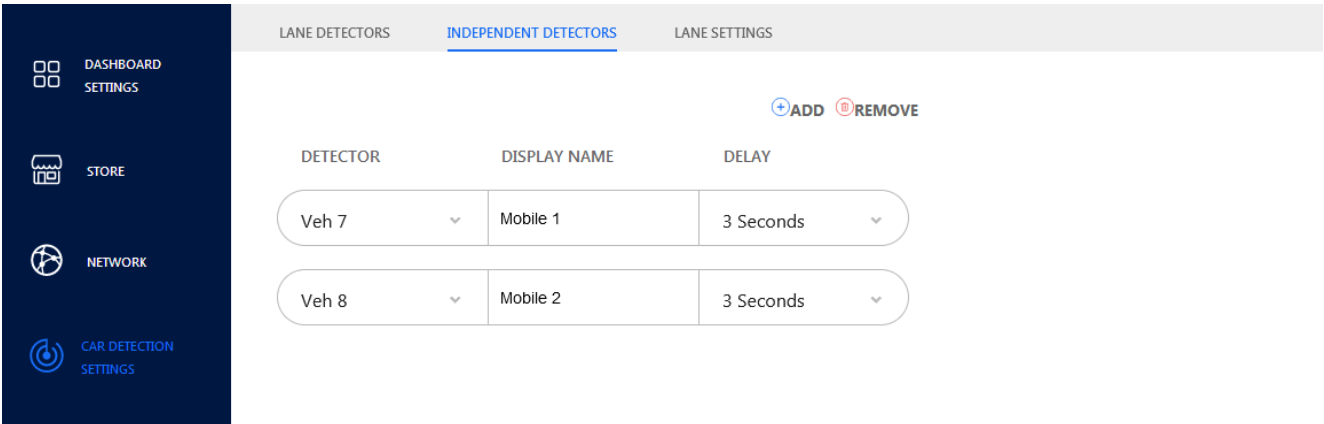 LANE DETECTORS INDEPENDENT DETECTORS LANE SETTINGS
DASHBOARD
SETTINGS
STORE
NETWORK
CAR DETECTION
SETTINGS
ADD REMOVE
DETECTOR DISPLAY NAME DELAY
Veh 7 Mobile 1 3 Seconds
Veh 8 Mobile 2 3 Seconds